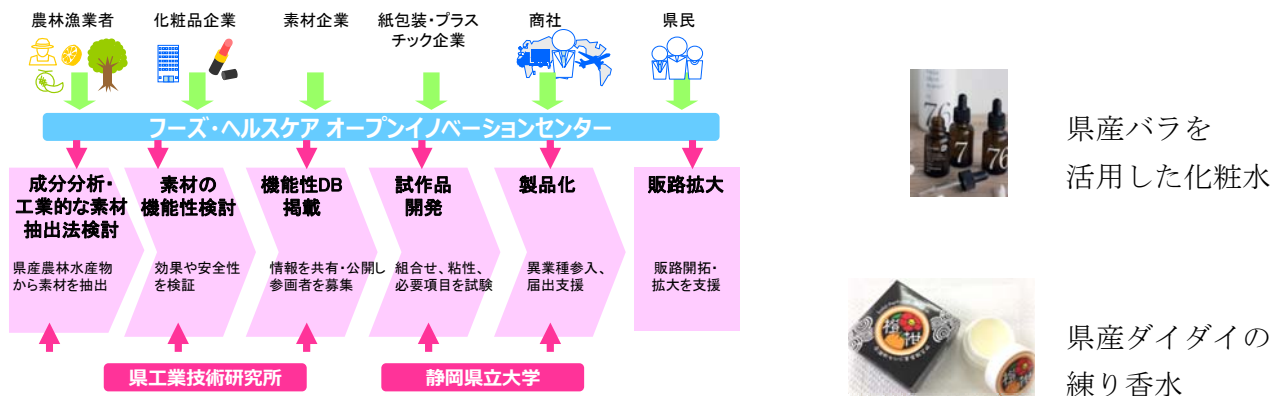 農林漁業者
化粧品企業
素材企業
紙包装・プラス
チック企業
商社
県民
フーズ・ヘルスケア オープンイノベーションセンター
成分分析・
工業的な素材
抽出法検討
素材の
機能性検討
機能性DB
掲載
試作品
開発
製品化
販路拡大
県産農林水産物
から素材を抽出
効果や安全性
を検証
情報を共有・公開し
参画者を募集
組合せ、粘性、
必要項目を試験
異業種参入、
届出支援
販路開拓・
拡大を支援
県工業技術研究所
静岡県立大学
76
7
76
県産バラを
活用した化粧水
県産ダイダイの
練り香水